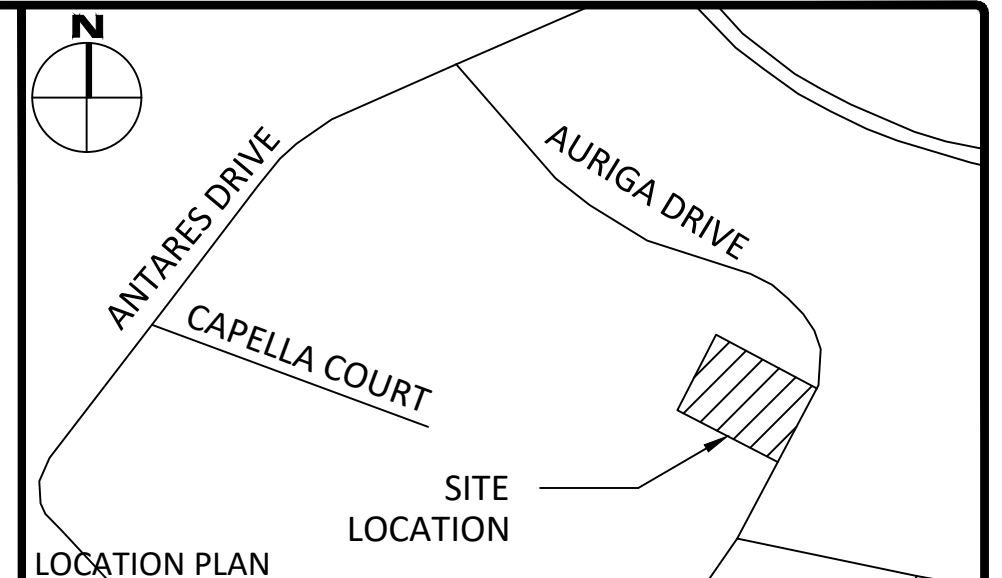 N
AURIGA DRIVE
ANTARES DRIVE
CAPELLA COURT
SITE
LOCATION
LOCATION PLAN